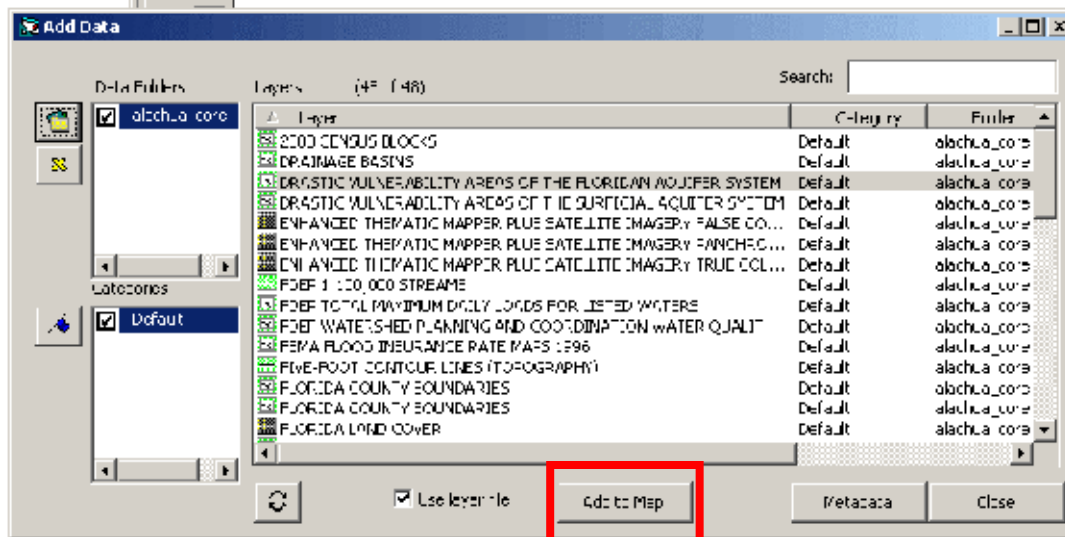 Add Data
Data Folders
Layers (48 of 48)
Search:
alachua_core
Layer Category Folder
2000 CENSUS BLOCKS Default alachua_core
DRAINAGE BASINS Default alachua_core
DRASTIC VULNERABILITY AREAS OF THE FLORIDAN AQUIFER SYSTEM Default alachua_core
DRASTIC VULNERABILITY AREAS OF THE SURFICIAL AQUIFER SYSTEM Default alachua_core
ENHANCED THEMATIC MAPPER PLUS SATELLITE IMAGERY FALSE CO... Default alachua_core
ENHANCED THEMATIC MAPPER PLUS SATELLITE IMAGERY PANCHRO... Default alachua_core
ENHANCED THEMATIC MAPPER PLUS SATELLITE IMAGERY TRUE COL... Default alachua_core
FDEP 1:100,000 STREAMS Default alachua_core
FDEP TOTAL MAXIMUM DAILY LOADS FOR LISTED WATERS Default alachua_core
FDEP WATERSHED PLANNING AND COORDINATION WATER QUALIT Default alachua_core
FEMA FLOOD INSURANCE RATE MAPS 1996 Default alachua_core
FIVE-FOOT CONTOUR LINES (TOPOGRAPHY) Default alachua_core
FLORIDA COUNTY BOUNDARIES Default alachua_core
FLORIDA COUNTY BOUNDARIES Default alachua_core
FLORIDA LAND COVER Default alachua_core
Categories
Default
Use layer file
Add to Map
Metadata
Close